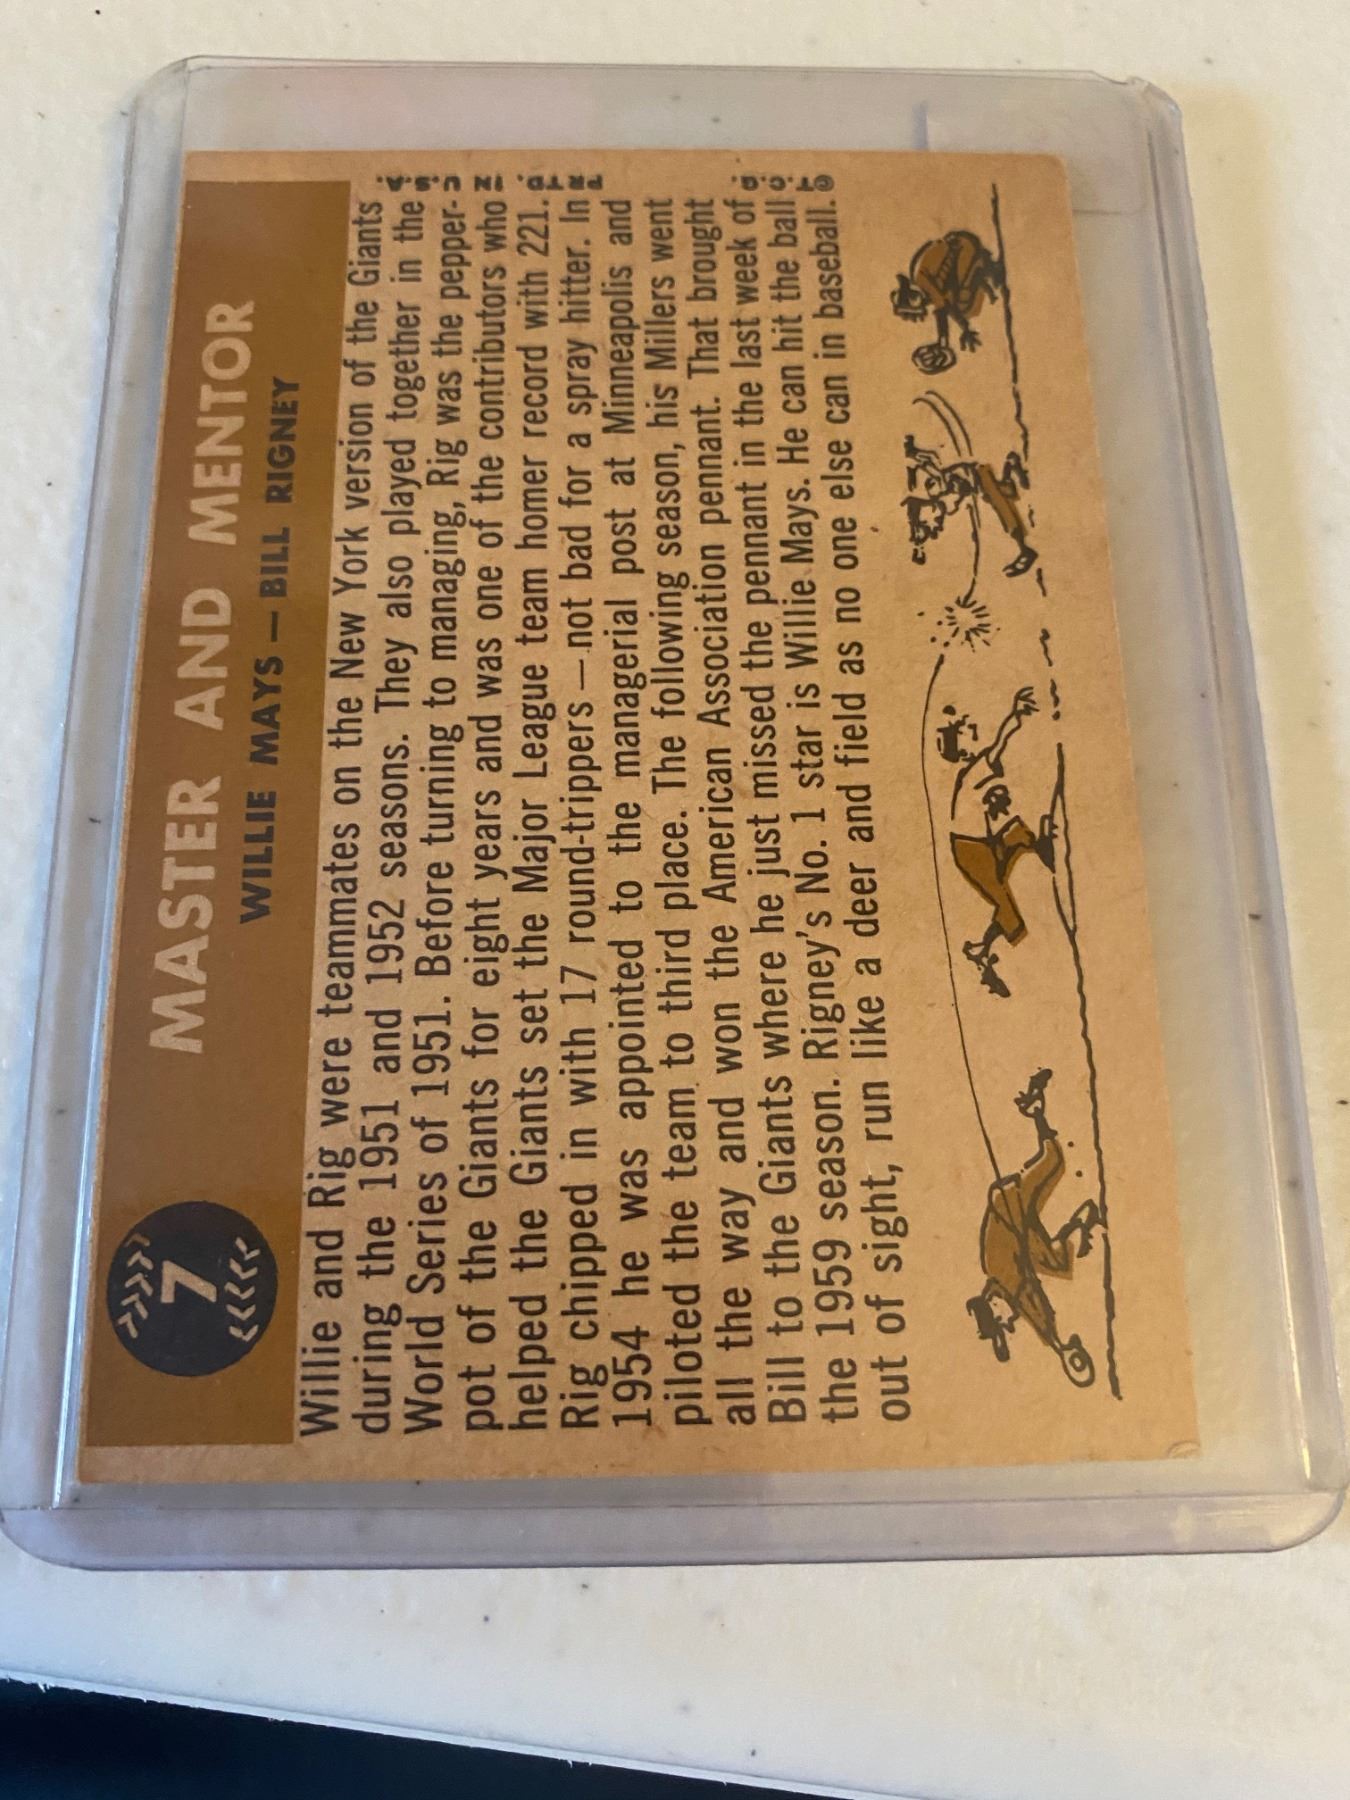 7
MASTER AND MENTOR
WILLIE MAYS — BILL RIGNEY
Willie and Rig were teammates on the New York version of the Giants
during the 1951 and 1952 seasons. They also played together in the
World Series of 1951. Before turning to managing, Rig was the pepper-
pot of the Giants for eight years and was one of the contributors who
helped the Giants set the Major League team homer record with 221.
Rig chipped in with 17 round-trippers — not bad for a spray hitter. In
1954 he was appointed to the managerial post at Minneapolis and
piloted the team to third place. The following season, his Millers went
all the way and won the American Association pennant. That brought
Bill to the Giants where he just missed the pennant in the last week of
the 1959 season. Rigney's No. 1 star is Willie Mays. He can hit the ball
out of sight, run like a deer and field as no one else can in baseball.
© T.C.G. PRTD. IN U.S.A.